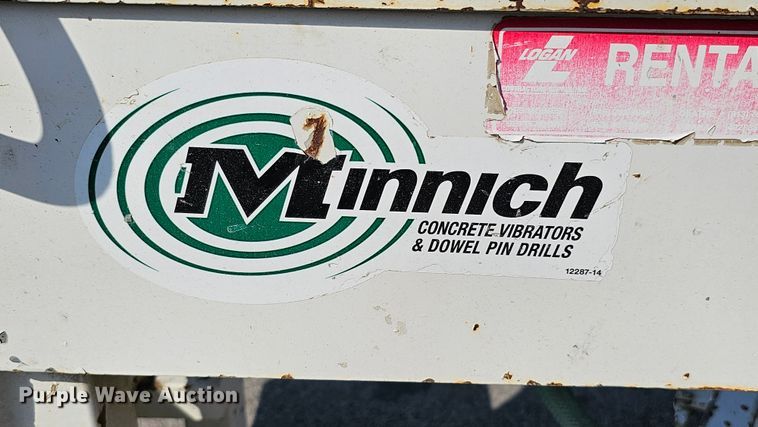 LOGAN
RENTA
Minnich
CONCRETE VIBRATORS
& DOWEL PIN DRILLS
12287-14
Purple Wave Auction